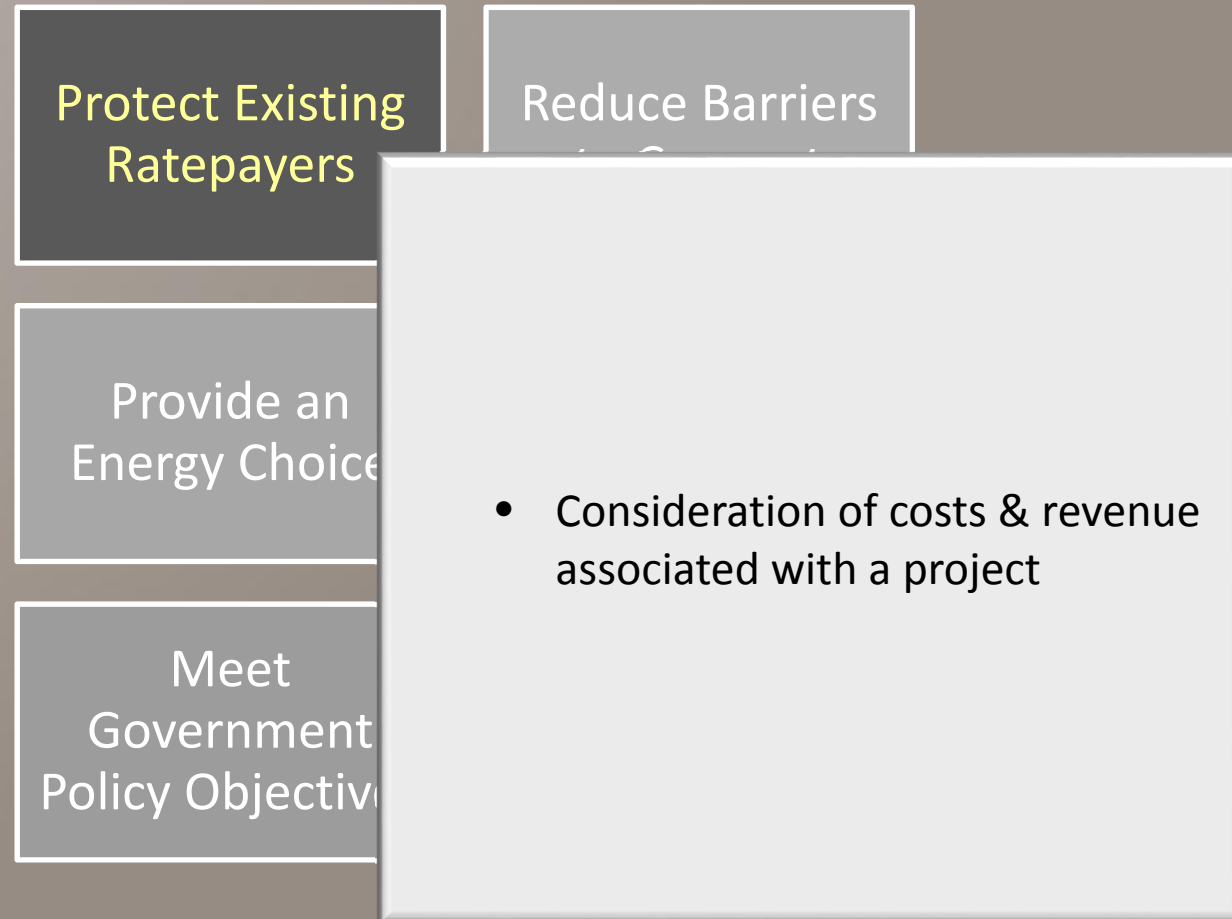 Protect Existing
Ratepayers
Reduce Barriers
Provide an
Energy Choice
Meet
Government
Policy
• Consideration of costs & revenue
associated with a project